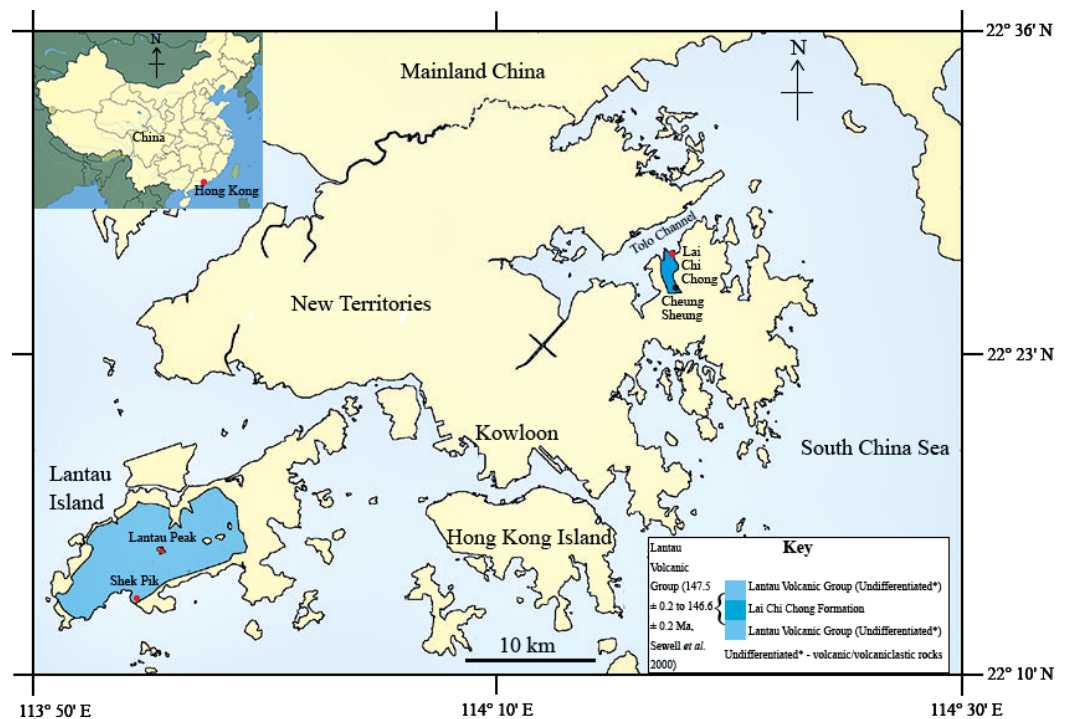 22° 36' N
N
N
Mainland China
China
Hong Kong
Tolo Channel
Lai
Chi
Chong
Cheung
Sheung
New Territories
22° 23' N
Kowloon
South China Sea
Lantau
Island
Lantau Peak
Hong Kong Island
Shek Pik
Key
Lantau
Volcanic
Group (147.5
± 0.2 to 146.6
± 0.2 Ma,
Sewell et al.
2000)
{
Lantau Volcanic Group (Undifferentiated*)
Lai Chi Chong Formation
Lantau Volcanic Group (Undifferentiated*)
Undifferentiated* - volcanic/volcaniclastic rocks
10 km
22° 10' N
113° 50' E
114° 10' E
114° 30' E